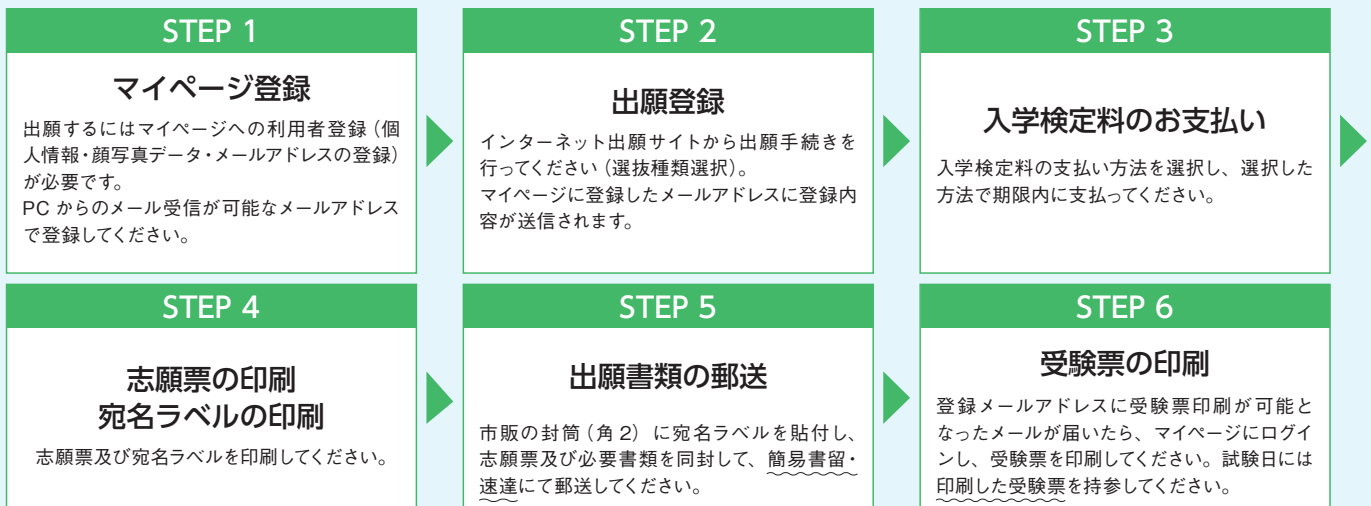 STEP 1
マイページ登録
出願するにはマイページへの利用者登録（個
人情報・顔写真データ・メールアドレスの登録）
が必要です。
PC からのメール受信が可能なメールアドレス
で登録してください。
STEP 2
出願登録
インターネット出願サイトから出願手続きを
行ってください（選抜種類選択）。
マイページに登録したメールアドレスに登録内
容が送信されます。
STEP 3
入学検定料のお支払い
入学検定料の支払い方法を選択し、選択した
方法で期限内に支払ってください。
STEP 4
志願票の印刷
宛名ラベルの印刷
志願票及び宛名ラベルを印刷してください。
STEP 5
出願書類の郵送
市販の封筒（角 2）に宛名ラベルを貼付し、
志願票及び必要書類を同封して、簡易書留・
速達にて郵送してください。
STEP 6
受験票の印刷
登録メールアドレスに受験票印刷が可能と
なったメールが届いたら、マイページにログイ
ンし、受験票を印刷してください。試験日には
印刷した受験票を持参してください。